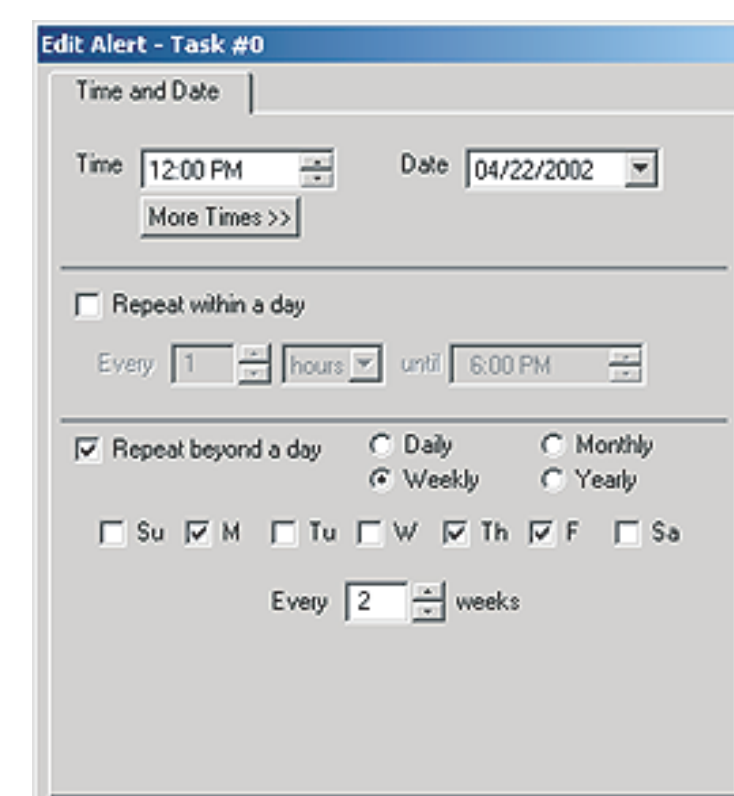 Edit Alert - Task #0
Time and Date
Time 12:00 PM Date 04/22/2002
More Times >>
Repeat within a day
Every 1 hours until 6:00 PM
Repeat beyond a day Daily Monthly
Weekly Yearly
Su M Tu W Th F Sa
Every 2 weeks